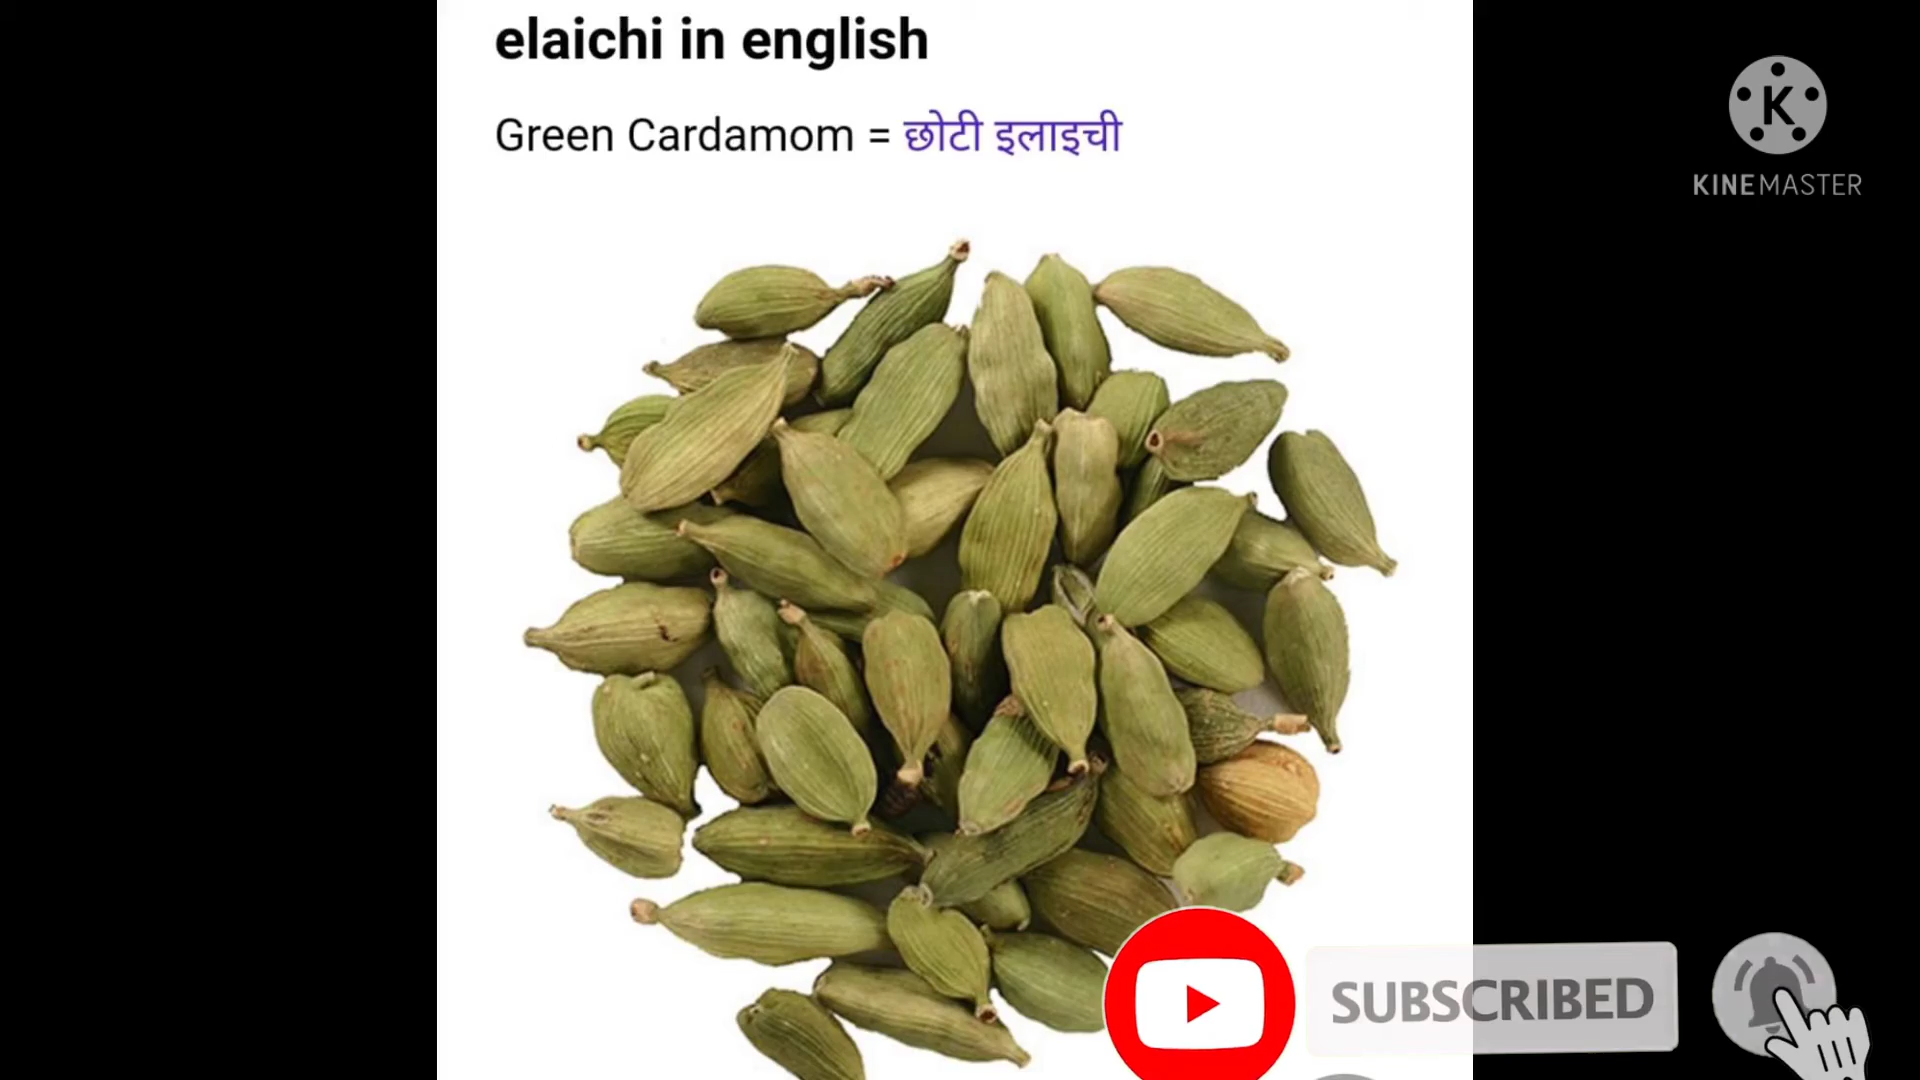 elaichi in english
Green Cardamom = छोटी इलाइची
K
KINEMASTER
SUBSCRIBED